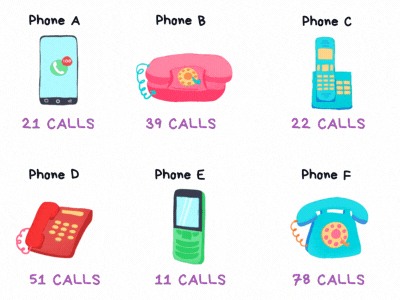 Phone A Phone B Phone C
21 CALLS 39 CALLS 22 CALLS
Phone D Phone E Phone F
51 CALLS 11 CALLS 78 CALLS